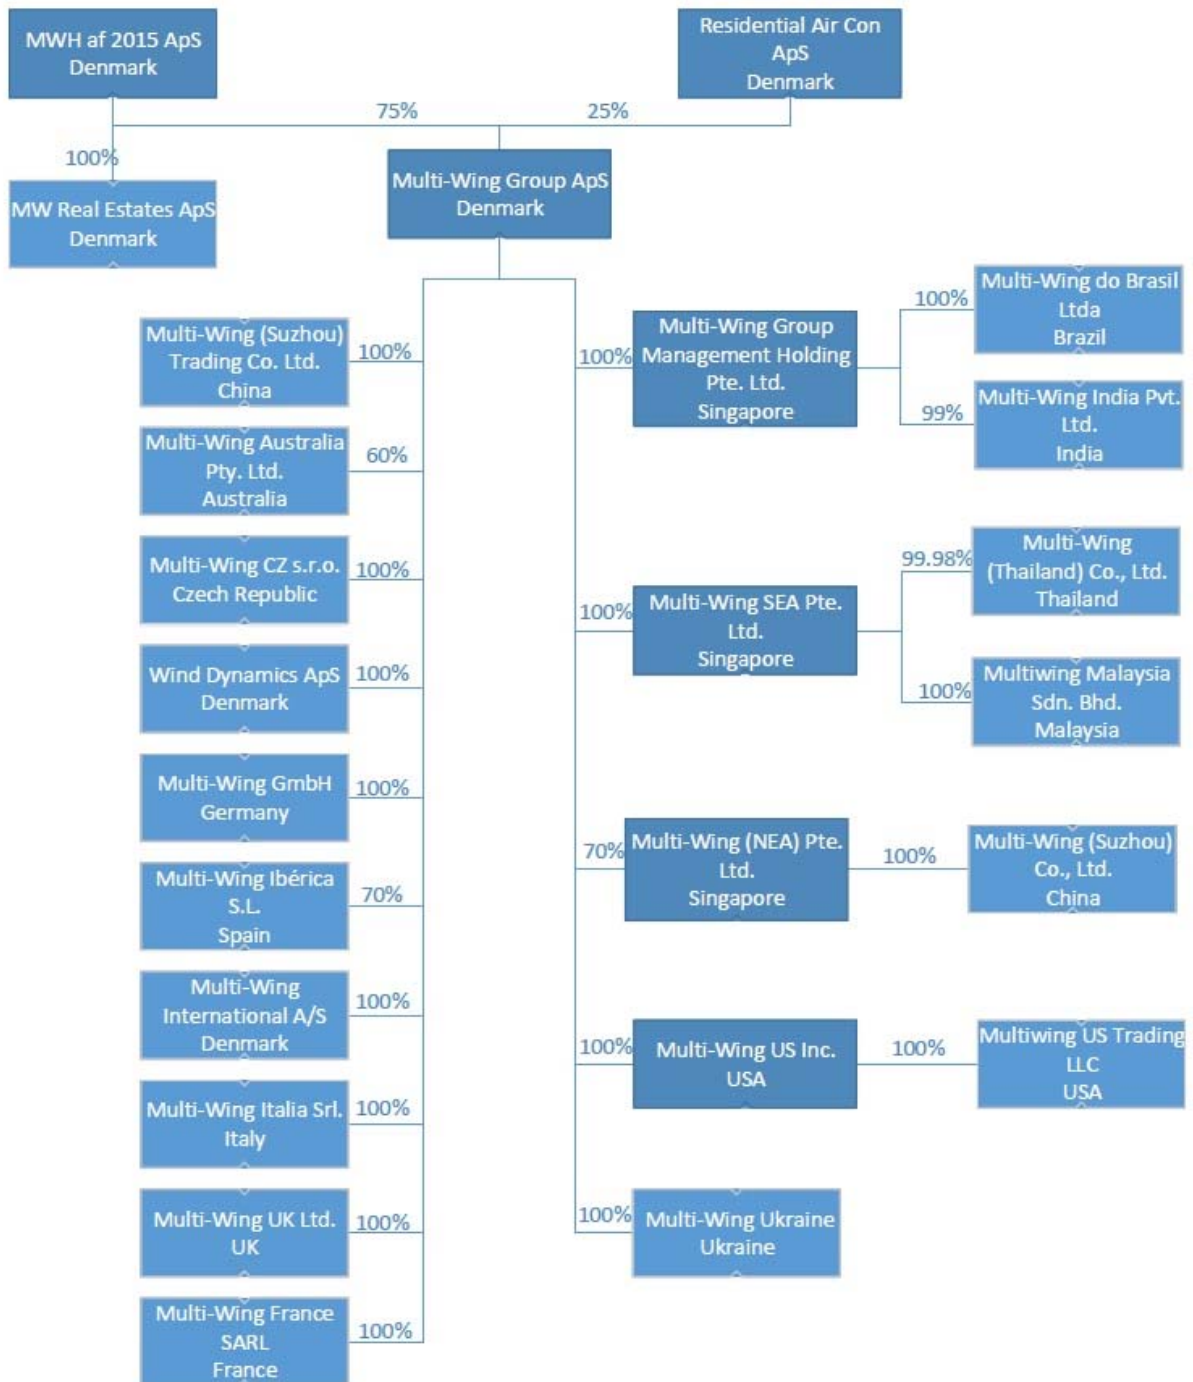 MWH af 2015 ApS
Denmark
Residential Air Con
ApS
Denmark
75%
25%
100%
MW Real Estates ApS
Denmark
Multi-Wing Group ApS
Denmark
Multi-Wing (Suzhou)
Trading Co. Ltd.
China
100%
Multi-Wing Australia
Pty. Ltd.
Australia
60%
Multi-Wing CZ s.r.o.
Czech Republic
100%
Wind Dynamics ApS
Denmark
100%
Multi-Wing GmbH
Germany
100%
Multi-Wing Ibérica
S.L.
Spain
70%
Multi-Wing
International A/S
Denmark
100%
Multi-Wing Italia Srl.
Italy
100%
Multi-Wing UK Ltd.
UK
100%
Multi-Wing France
SARL
France
100%
100%
Multi-Wing Group
Management Holding
Pte. Ltd.
Singapore
100%
Multi-Wing do Brasil
Ltda
Brazil
99%
Multi-Wing India Pvt.
Ltd.
India
100%
Multi-Wing SEA Pte.
Ltd.
Singapore
99.98%
Multi-Wing
(Thailand) Co., Ltd.
Thailand
100%
Multiwing Malaysia
Sdn. Bhd.
Malaysia
70%
Multi-Wing (NEA) Pte.
Ltd.
Singapore
100%
Multi-Wing (Suzhou)
Co., Ltd.
China
100%
Multi-Wing US Inc.
USA
100%
Multiwing US Trading
LLC
USA
100%
Multi-Wing Ukraine
Ukraine